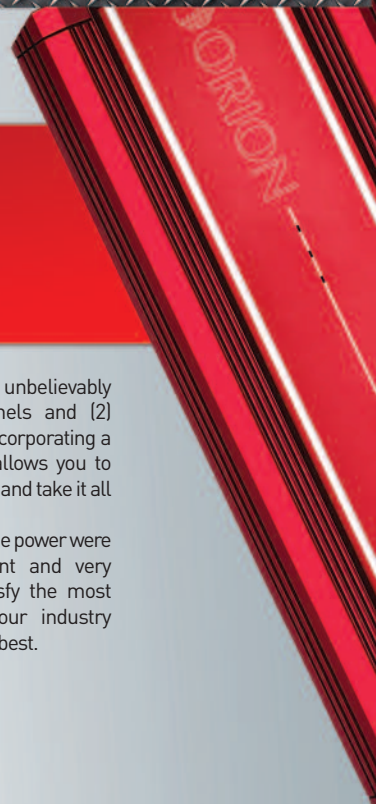 ORION
unbelievably
nels and (2)
corporating a
allows you to
and take it all
e power were
nt and very
sfy the most
our industry
best.